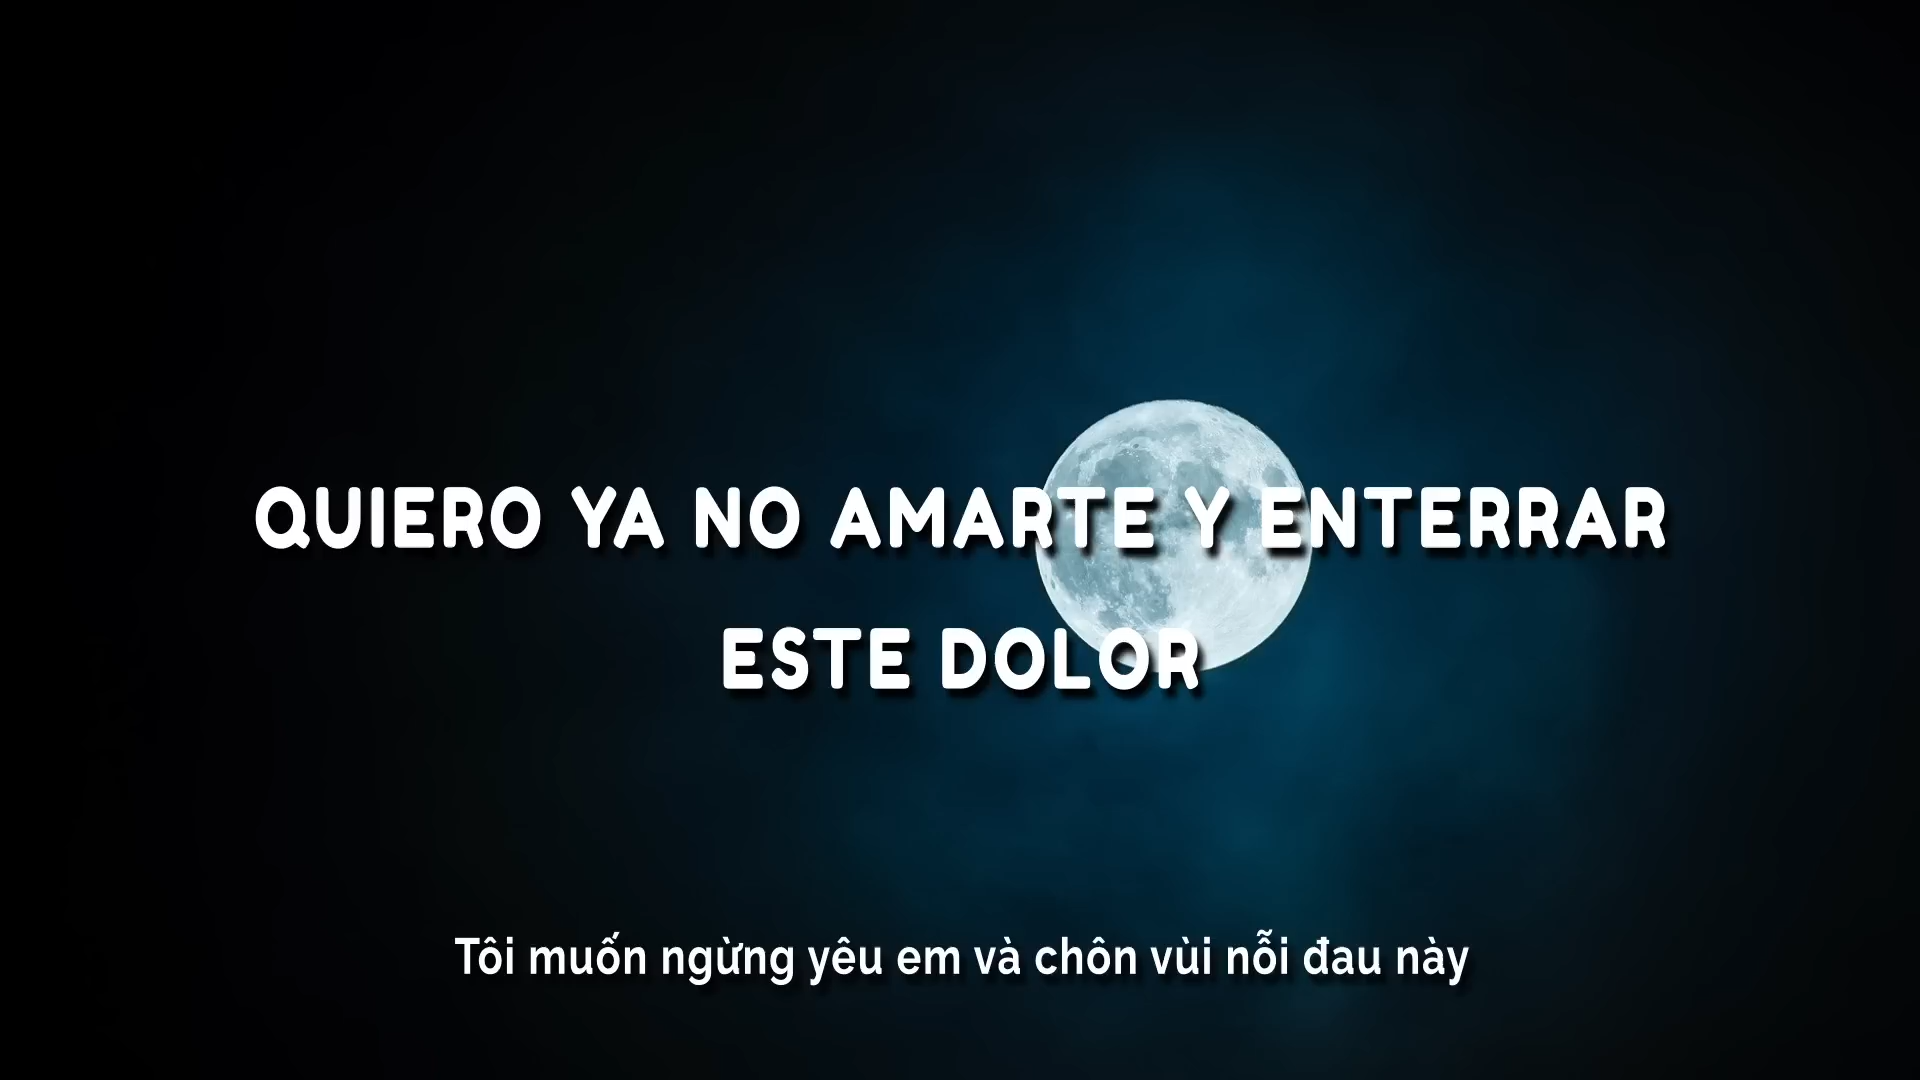 QUIERO YA NO AMARTE Y ENTERRAR
ESTE DOLOR
Tôi muốn ngừng yêu em và chôn vùi nỗi đau này